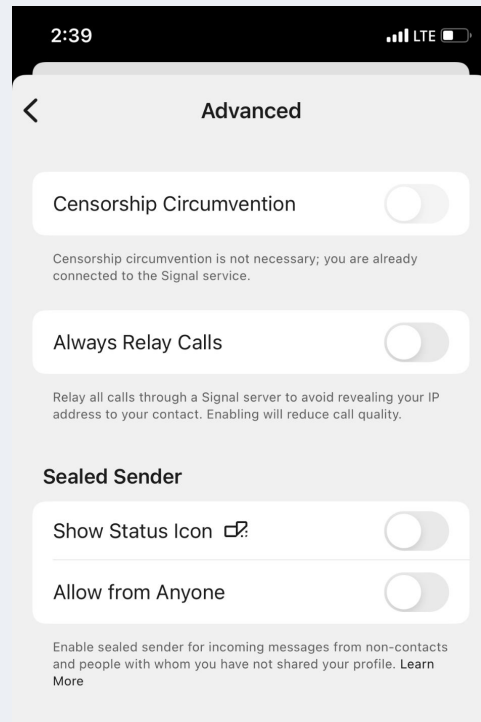 2:39 LTE
Advanced
Censorship Circumvention
Censorship circumvention is not necessary; you are already
connected to the Signal service.
Always Relay Calls
Relay all calls through a Signal server to avoid revealing your IP
address to your contact. Enabling will reduce call quality.
Sealed Sender
Show Status Icon
Allow from Anyone
Enable sealed sender for incoming messages from non-contacts
and people with whom you have not shared your profile. Learn
More